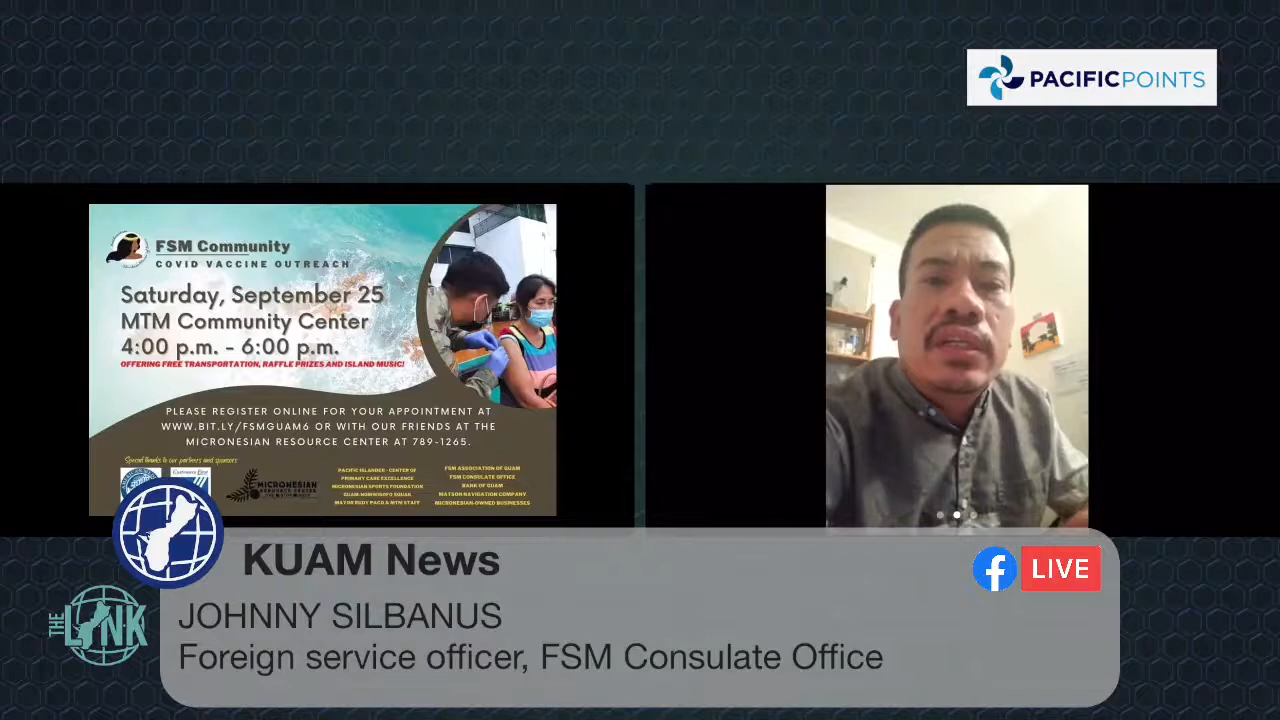 PACIFICPOINTS
FSM Community
COVID VACCINE OUTREACH
Saturday, September 25
MTM Community Center
4:00 p.m. - 6:00 p.m.
OFFERING FREE TRANSPORTATION, RAFFLE PRIZES AND ISLAND MUSIC!
PLEASE REGISTER ONLINE FOR YOUR APPOINTMENT AT
WWW.BIT.LY/FSMGUAM6 OR WITH OUR FRIENDS AT THE
MICRONESIAN RESOURCE CENTER AT 789-1265.
Special thanks to our partners and sponsors
MICRONESIAN
PACIFIC ISLANDER - CENTER OF
PRIMARY CARE EXCELLENCE
MICRONESIAN SPORTS FOUNDATION
MAYOR RUDY PACO & MTM STAFF
FSM ASSOCIATION OF GUAM
FSM CONSULATE OFFICE
BANK OF GUAM
MATSON NAVIGATION COMPANY
MICRONESIAN-OWNED BUSINESSES
KUAM News
LIVE
THE LINK
JOHNNY SILBANUS
Foreign service officer, FSM Consulate Office